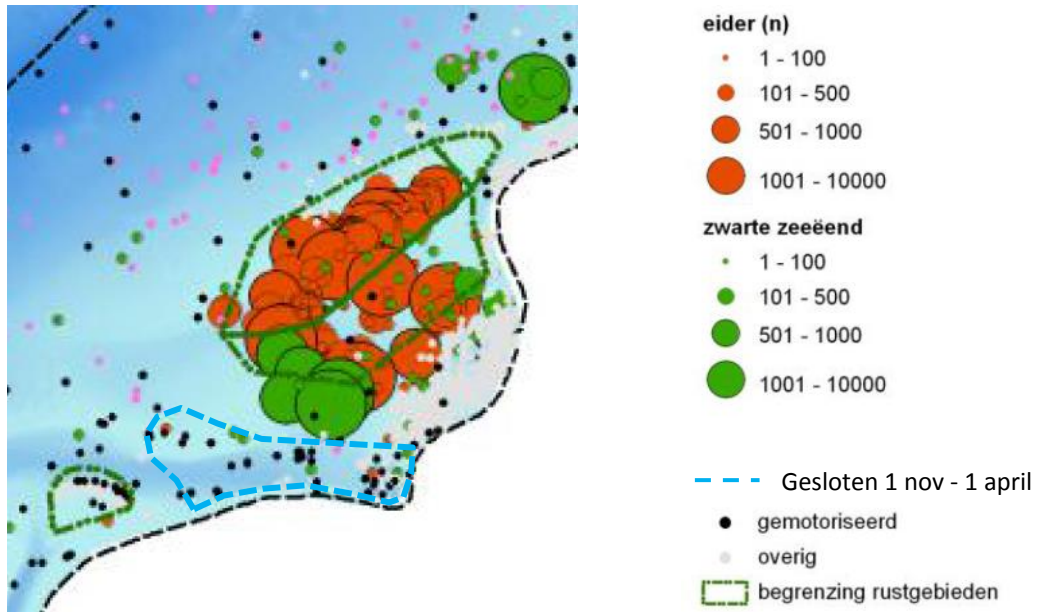 eider (n)
1 - 100
101 - 500
501 - 1000
1001 - 10000
zwarte zeeëend
1 - 100
101 - 500
501 - 1000
1001 - 10000
Gesloten 1 nov - 1 april
gemotoriseerd
overig
begrenzing rustgebieden